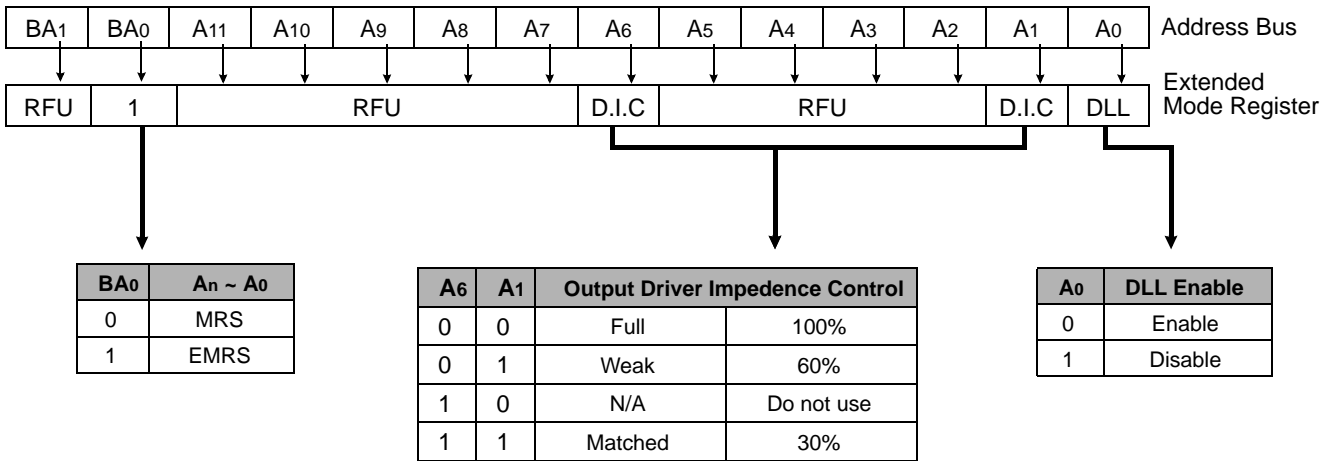 BA1 BA0 A11 A10 A9 A8 A7 A6 A5 A4 A3 A2 A1 A0 Address Bus
RFU 1 RFU D.I.C RFU D.I.C DLL Extended
Mode Register
BA0 An ~ A0
0 MRS
1 EMRS
A6 A1 Output Driver Impedence Control
0 0 Full 100%
0 1 Weak 60%
1 0 N/A Do not use
1 1 Matched 30%
A0 DLL Enable
0 Enable
1 Disable